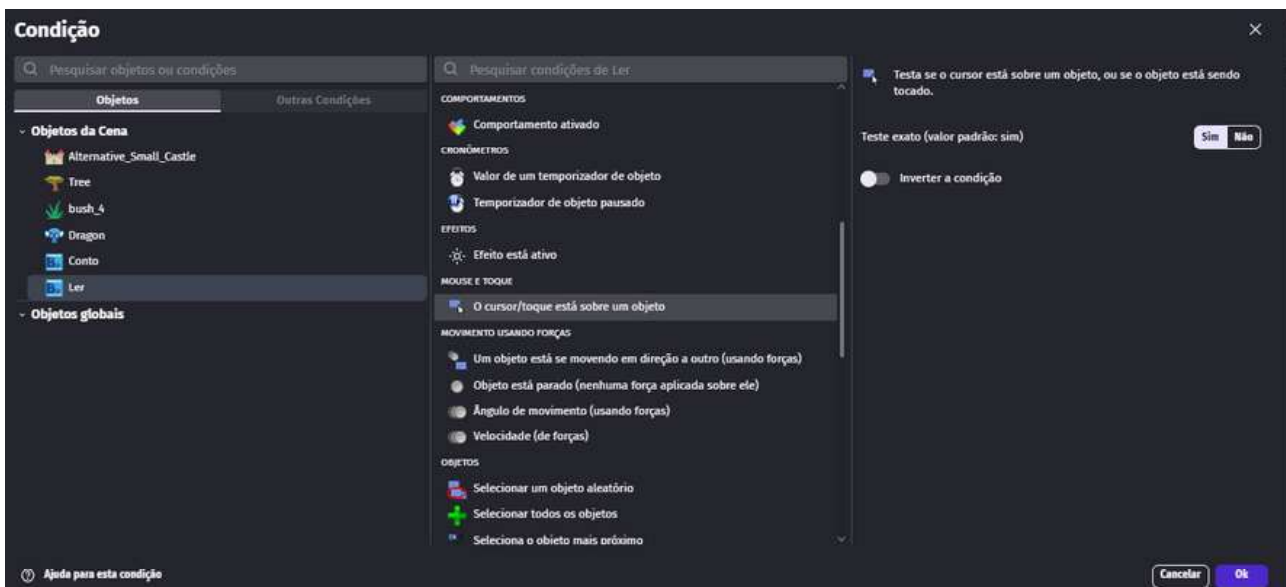 Condição
Pesquisar objetos ou condições
Objetos
Outras Condições
Objetos da Cena
Alternative_Small_Castle
Tree
bush_4
Dragon
Conto
Ler
Objetos globais
Pesquisar condições de Ler
COMPORTAMENTOS
Comportamento ativado
CRONÔMETROS
Valor de um temporizador de objeto
Temporizador de objeto pausado
EFEITOS
Efeito está ativo
MOUSE E TOQUE
O cursor/toque está sobre um objeto
MOVIMENTO USANDO FORÇAS
Um objeto está se movendo em direção a outro (usando forças)
Objeto está parado (nenhuma força aplicada sobre ele)
Ângulo de movimento (usando forças)
Velocidade (de forças)
OBJETOS
Selecionar um objeto aleatório
Selecionar todos os objetos
Seleciona o objeto mais próximo
Testa se o cursor está sobre um objeto, ou se o objeto está sendo
tocado.
Teste exato (valor padrão: sim)
Sim
Não
Inverter a condição
Ajuda para esta condição
Cancelar
Ok